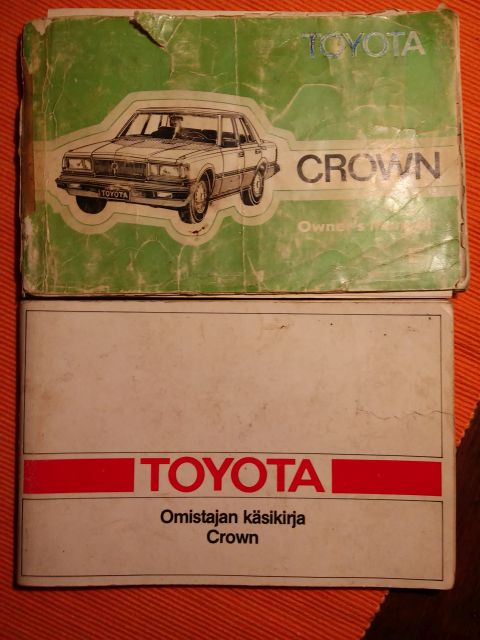 TOYOTA
CROWN
Owner's Manual
TOYOTA
TOYOTA
Omistajan käsikirja
Crown